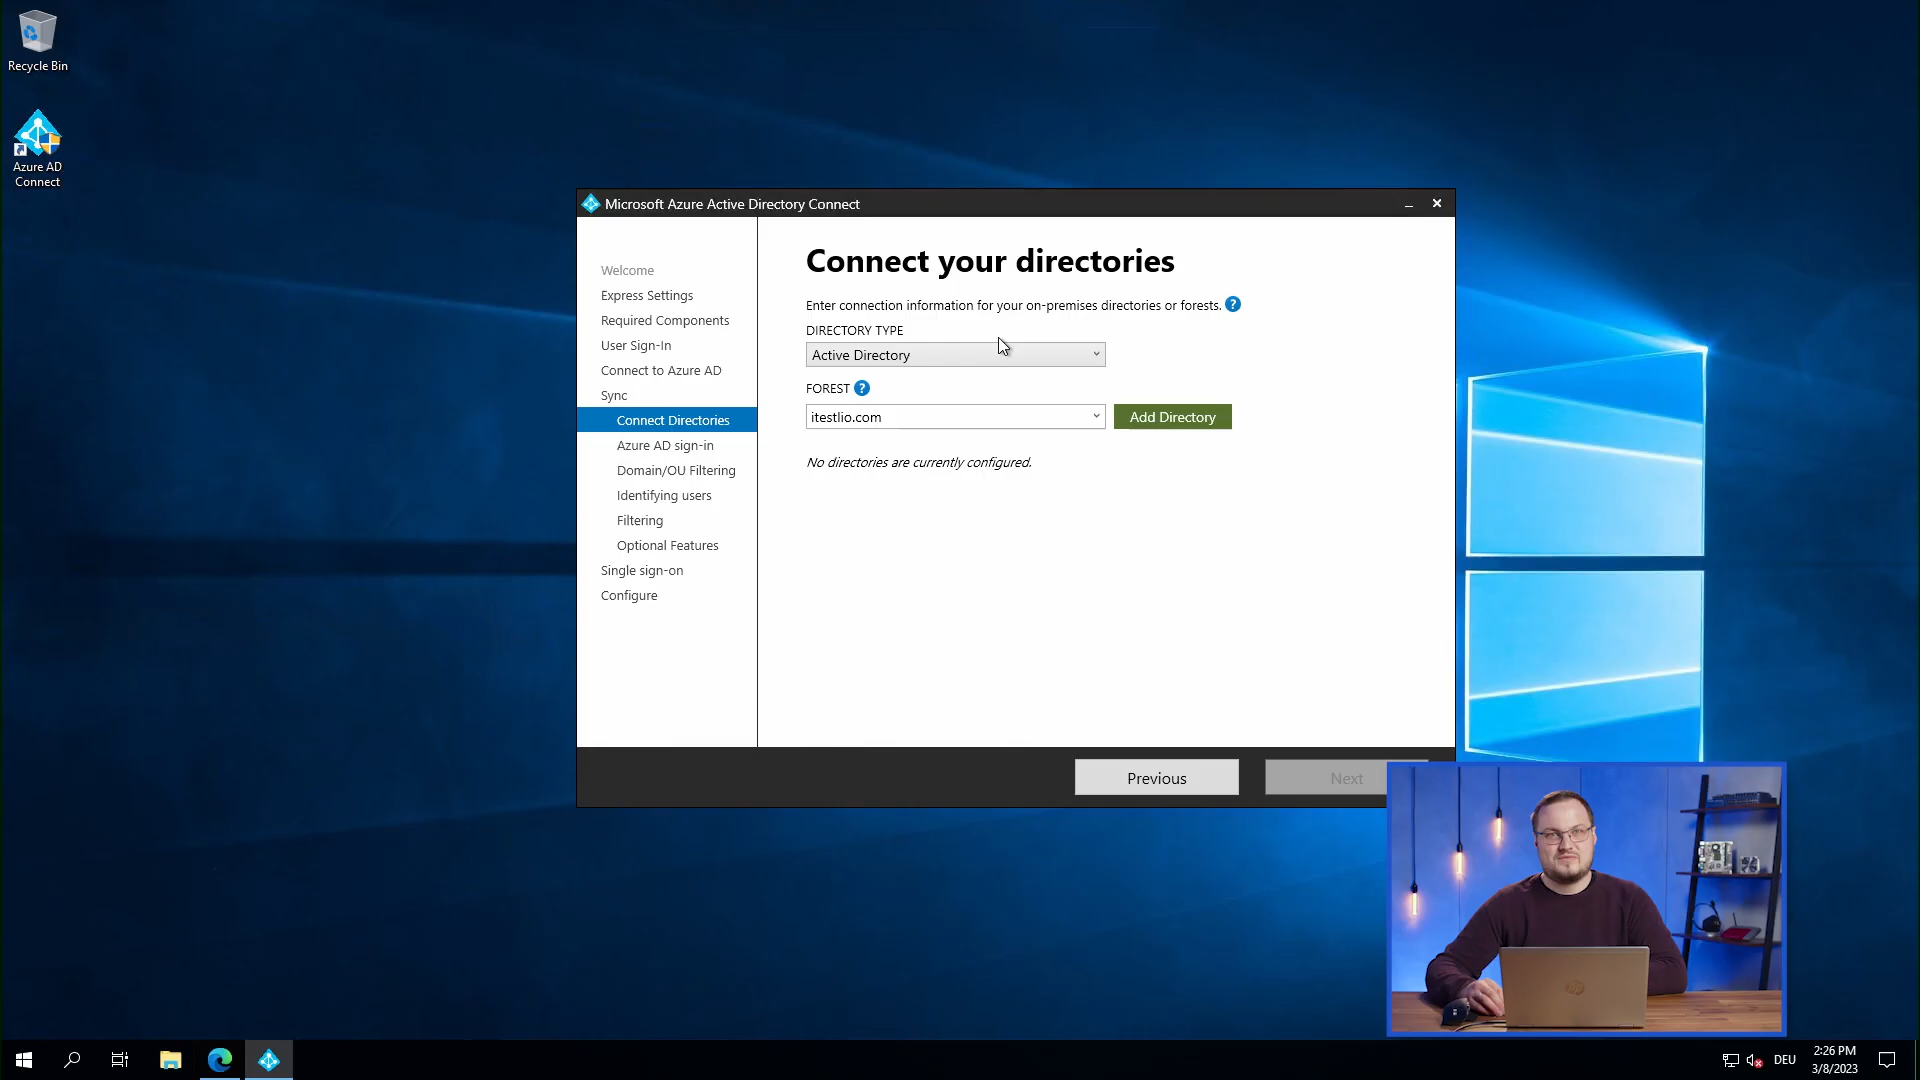 Recycle Bin
Azure AD
Connect
Microsoft Azure Active Directory Connect
Welcome
Express Settings
Required Components
User Sign-In
Connect to Azure AD
Sync
Connect Directories
Azure AD sign-in
Domain/OU Filtering
Identifying users
Filtering
Optional Features
Single sign-on
Configure
Connect your directories
Enter connection information for your on-premises directories or forests. ?
DIRECTORY TYPE
Active Directory
FOREST ?
itestlio.com
Add Directory
No directories are currently configured.
Previous
Next
hp
DEU
2:26 PM
3/8/2023